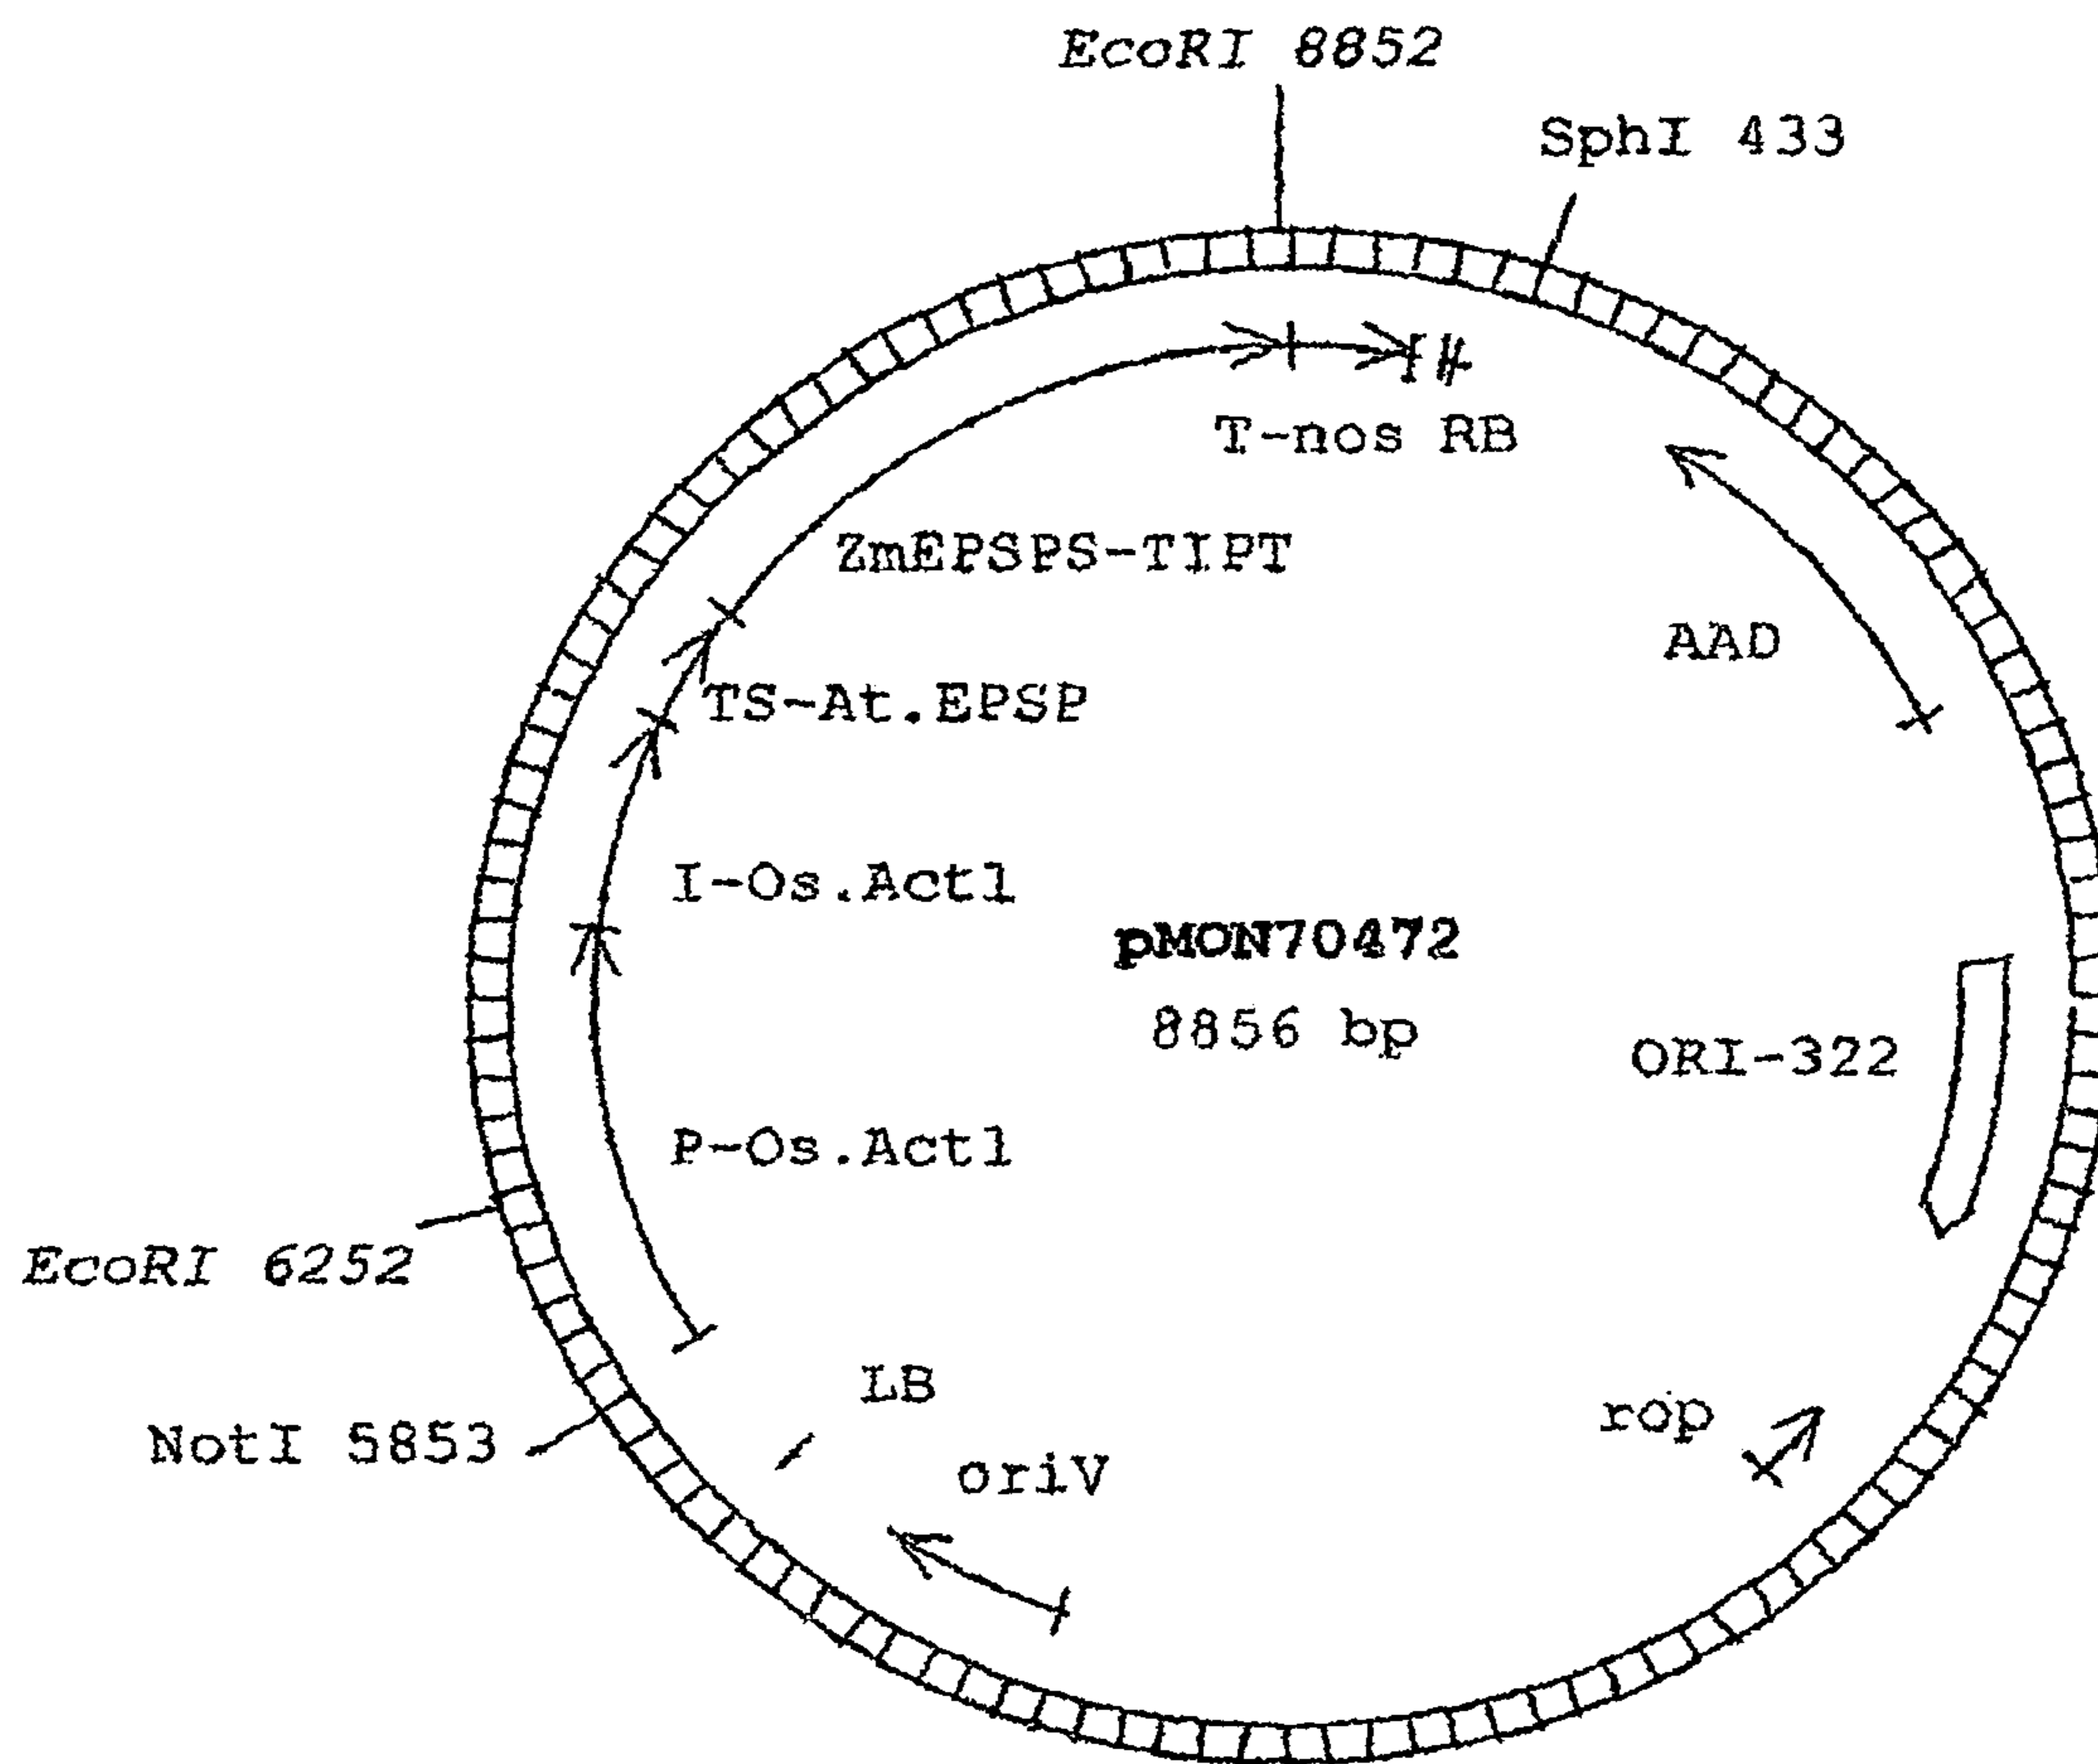 EcoRI 8852
SphI 433
T-nos RB
ZmEPSPS-TIPT
AAD
TS-At.EPSP
I-Os.Act1
pMON70472
8856 bp
ORI-322
P-Os.Act1
EcoRI 6252
LB
rop
NotI 5853
oriV